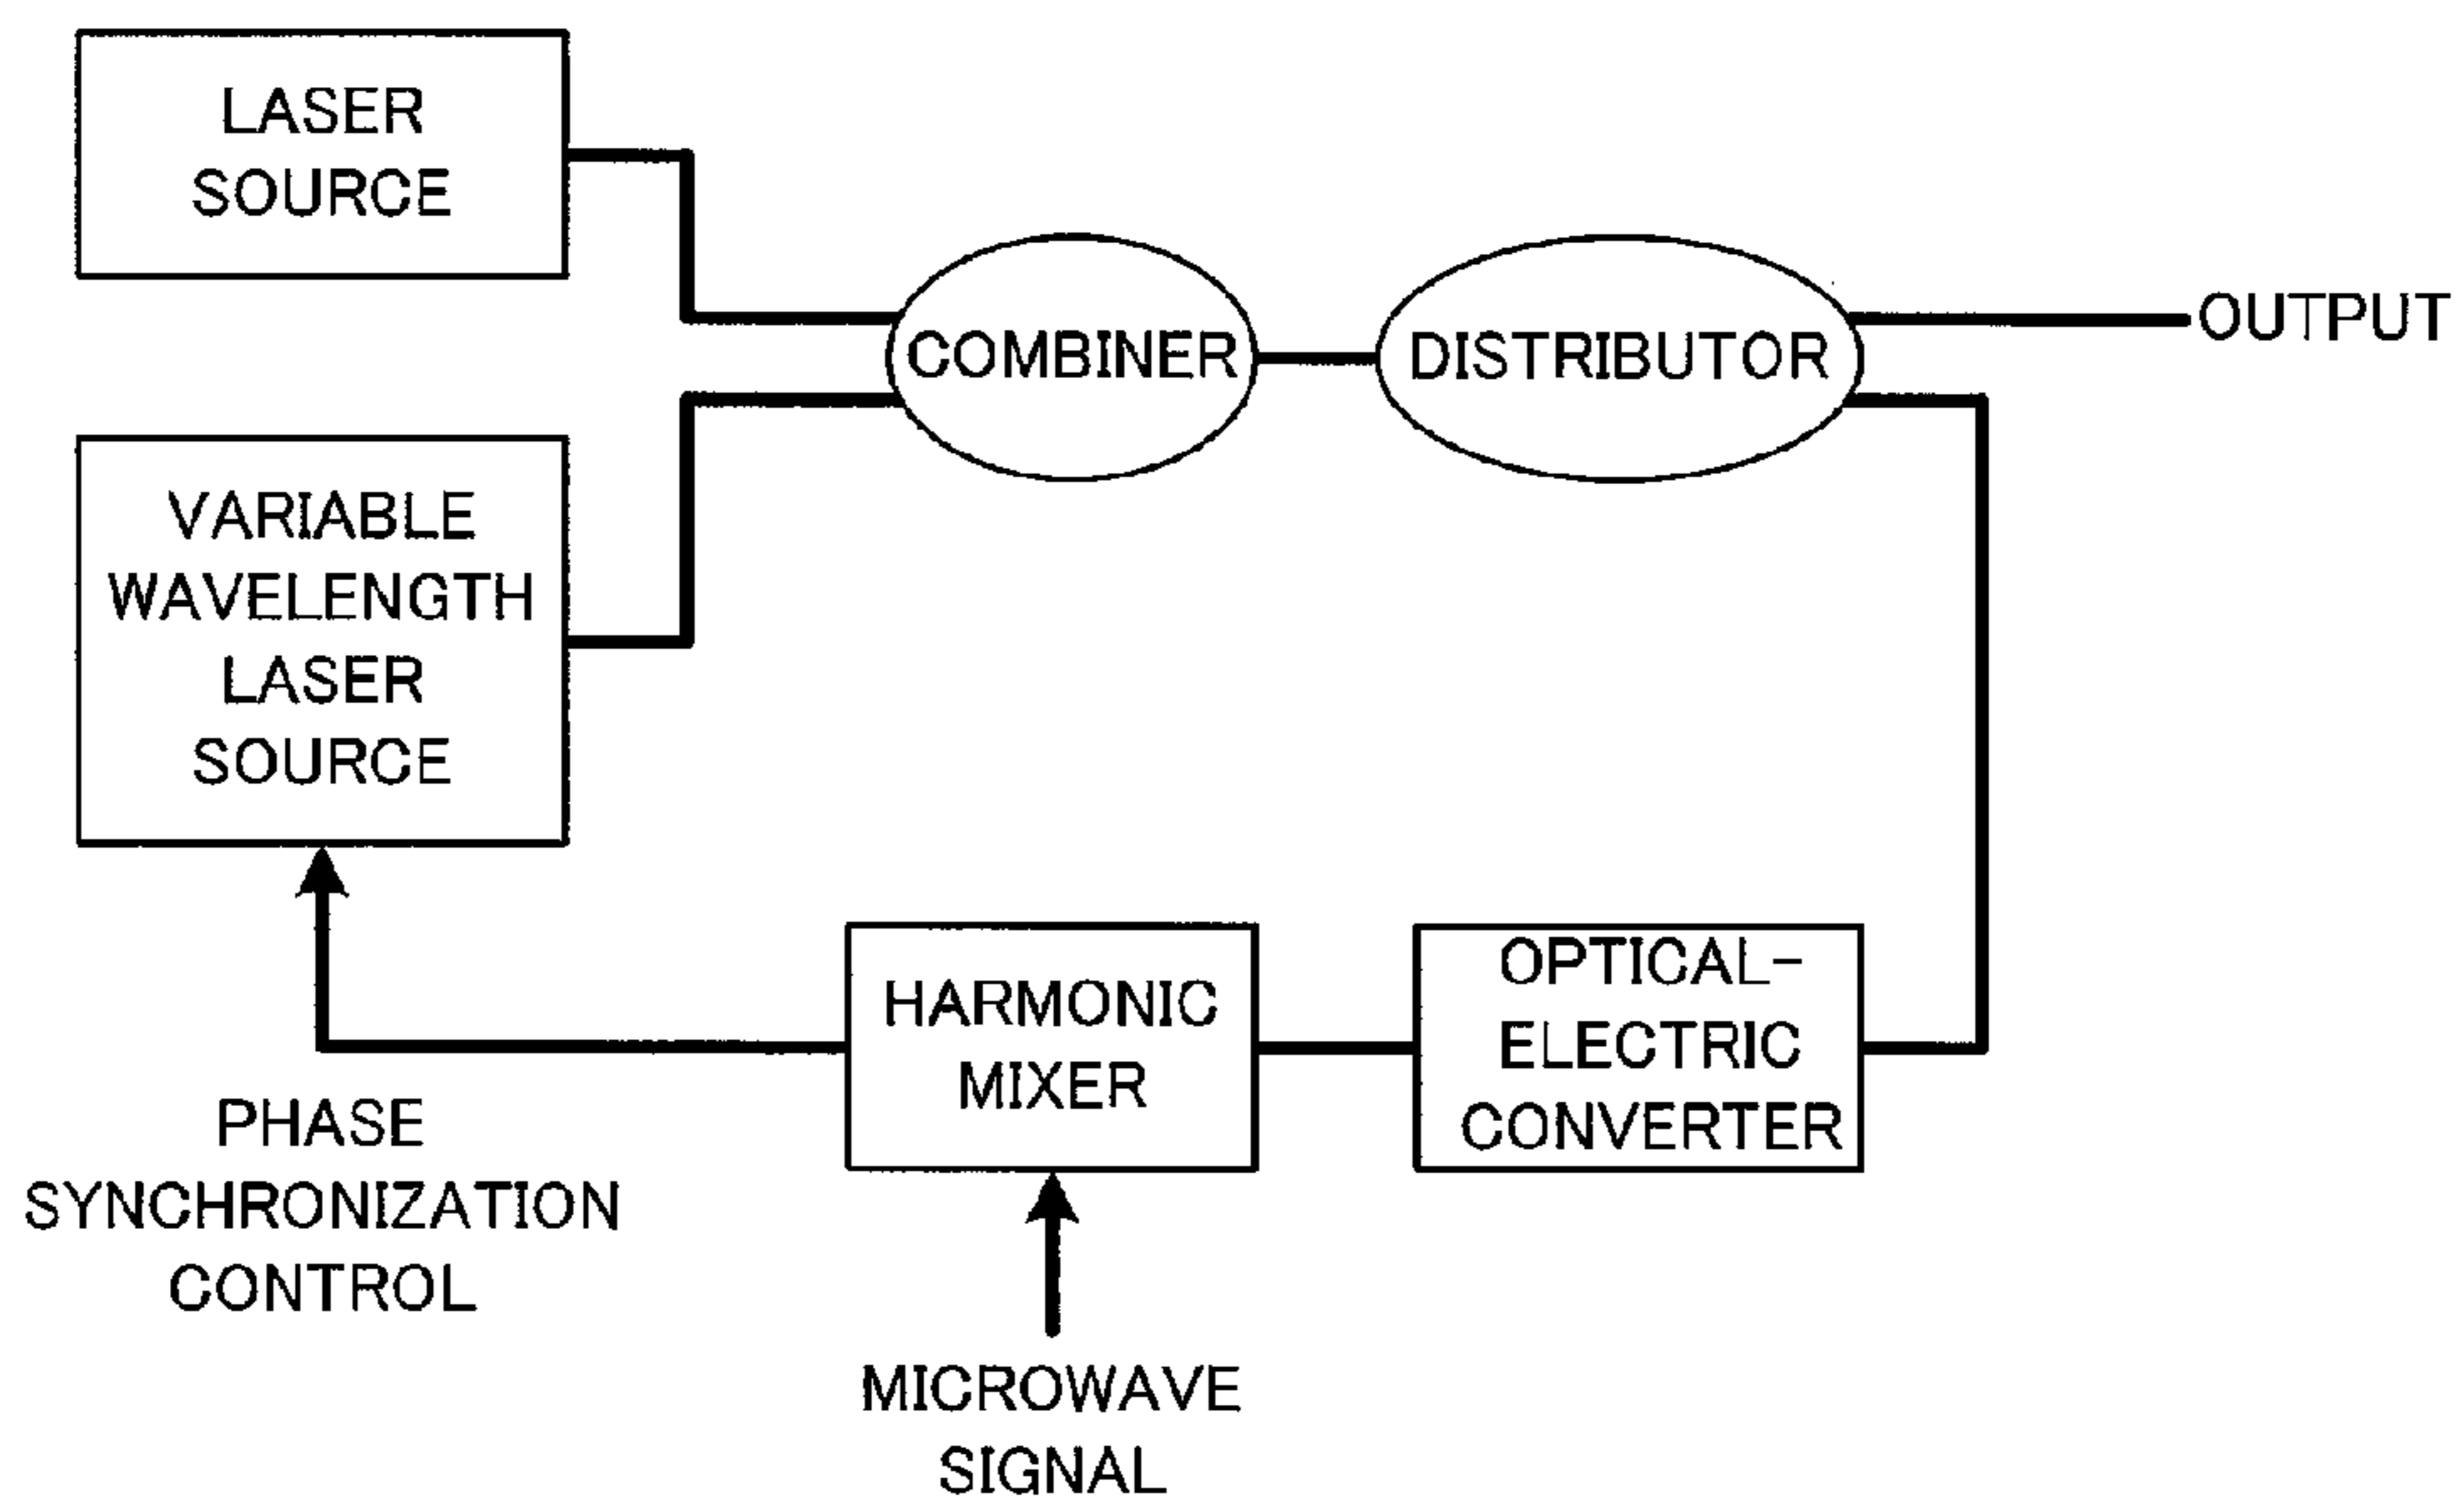 LASER
SOURCE
COMBINER
DISTRIBUTOR
OUTPUT
VARIABLE
WAVELENGTH
LASER
SOURCE
HARMONIC
MIXER
OPTICAL-
ELECTRIC
CONVERTER
PHASE
SYNCHRONIZATION
CONTROL
MICROWAVE
SIGNAL